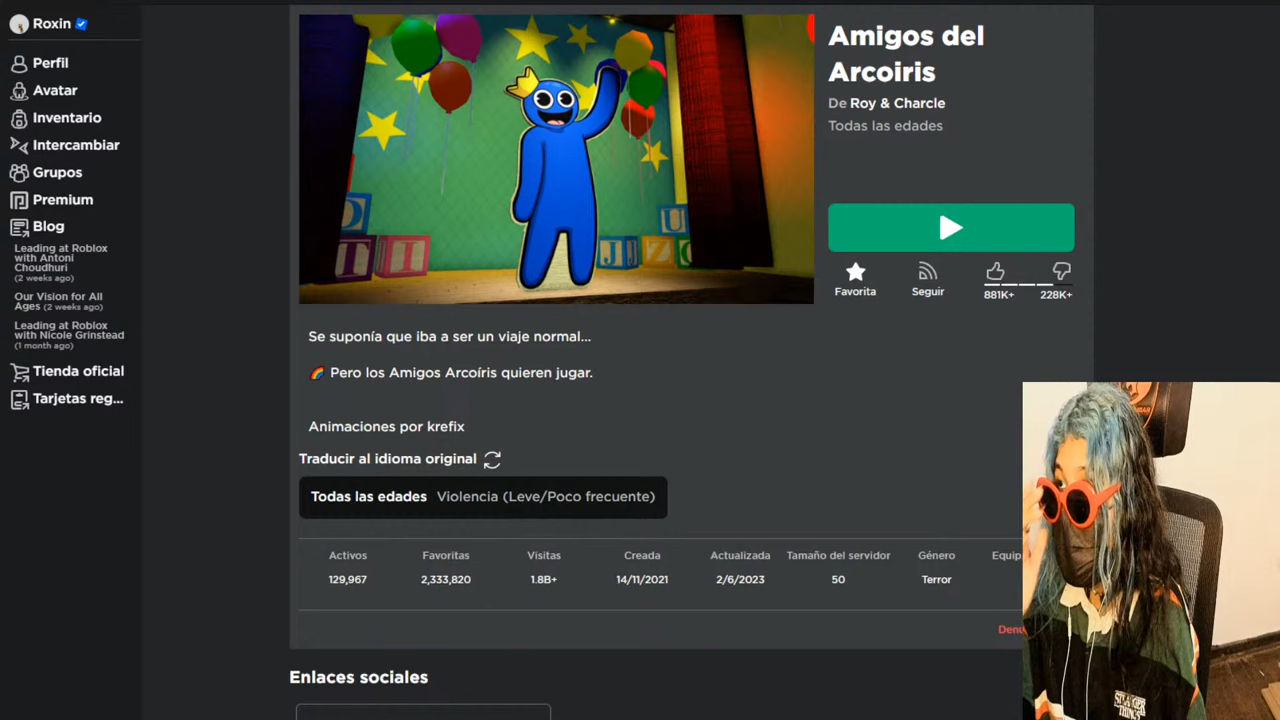 Roxin
Perfil
Avatar
Inventario
Intercambiar
Grupos
Premium
Blog
Leading at Roblox
with Antoni
Choudhuri
(2 weeks ago)
Our Vision for All
Ages (2 weeks ago)
Leading at Roblox
with Nicole Grinstead
(1 month ago)
Tienda oficial
Tarjetas reg...
Amigos del
Arcoiris
De Roy & Charcle
Todas las edades
Favorita
Seguir
881K+
228K+
Se suponía que iba a ser un viaje normal...
🌈 Pero los Amigos Arcoíris quieren jugar.
Animaciones por krefix
Traducir al idioma original
Todas las edades Violencia (Leve/Poco frecuente)
Activos Favoritas Visitas Creada Actualizada Tamaño del servidor Género Equip
129,967 2,333,820 1.8B+ 14/11/2021 2/6/2023 50 Terror
Denu
Enlaces sociales
STRANGER
THINGS